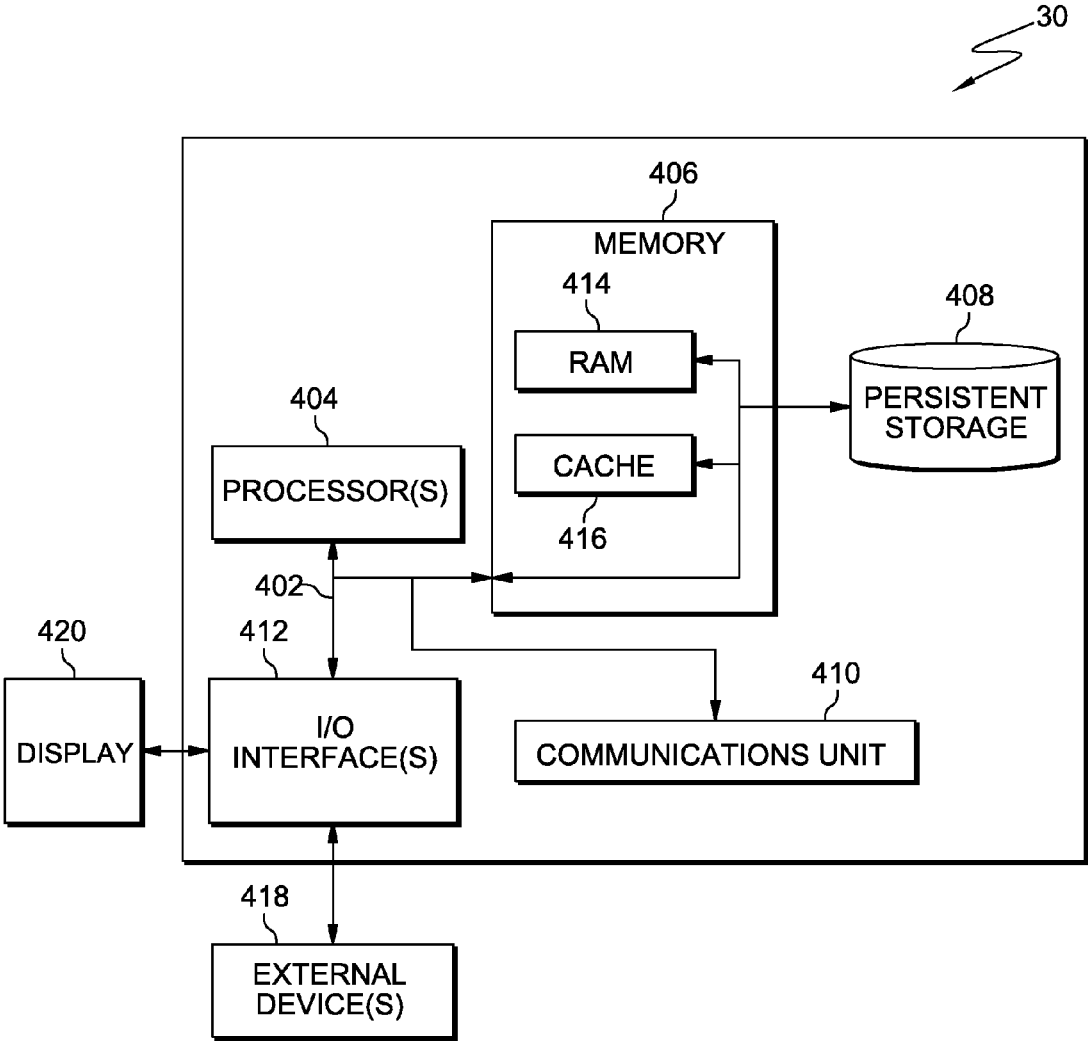 30
406
MEMORY
414
RAM
408
PERSISTENT
STORAGE
404
PROCESSOR(S)
CACHE
416
402
420
412
DISPLAY
I/O
INTERFACE(S)
410
COMMUNICATIONS UNIT
418
EXTERNAL
DEVICE(S)